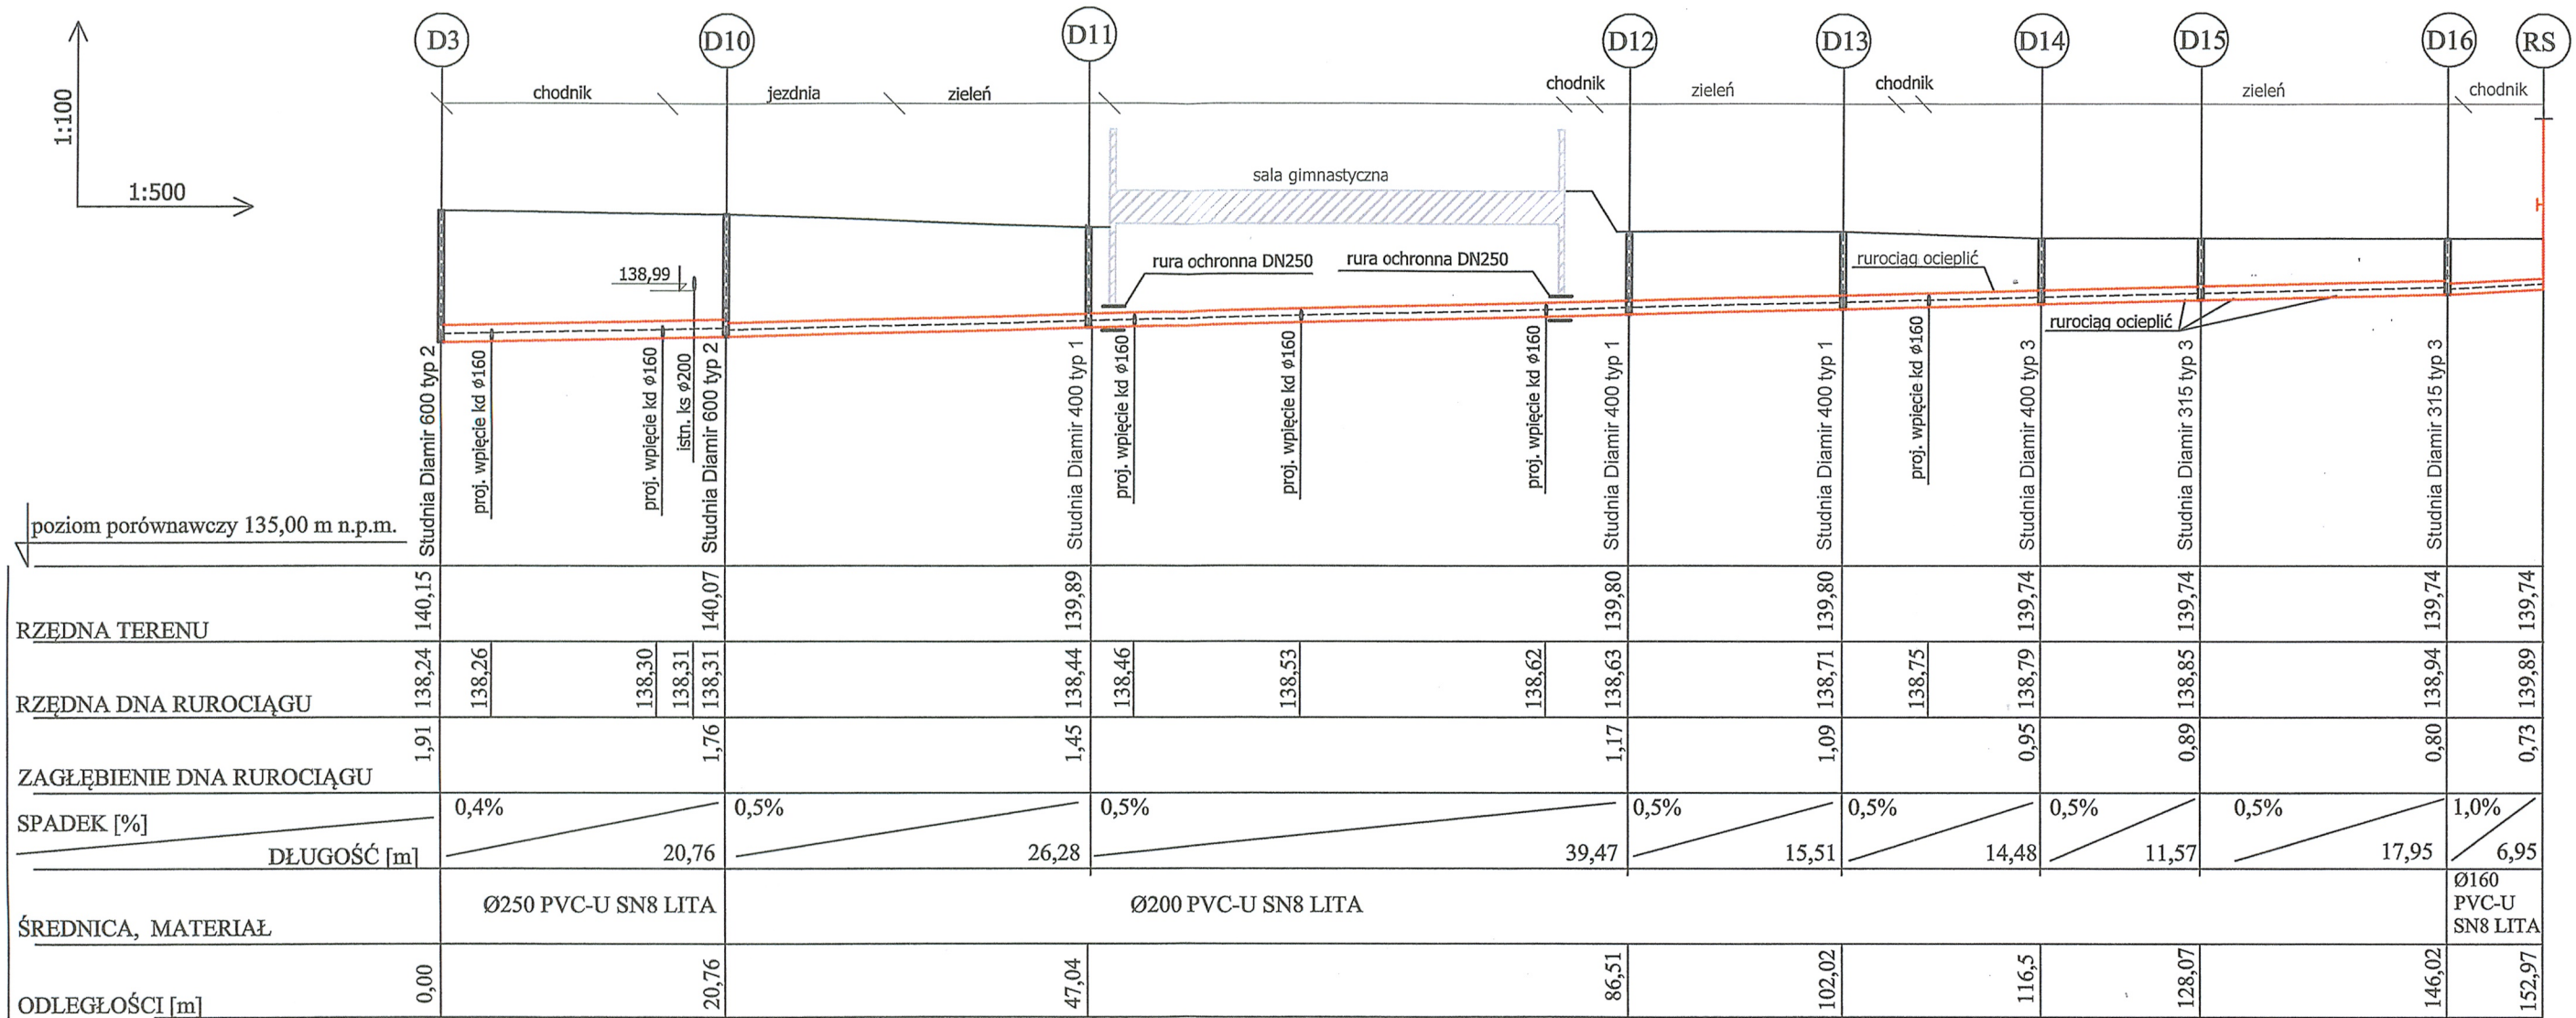 D3 D10 D11 D12 D13 D14 D15 D16 RS
chodnik jezdnia zieleń chodnik zieleń chodnik zieleń chodnik
1:100
1:500
sala gimnastyczna
138,99
rura ochronna DN250 rura ochronna DN250
rurociąg ocieplić
rurociąg ocieplić
Studnia Diamir 600 typ 2
proj. wpięcie kd ø160
proj. wpięcie kd ø160
istn. ks ø200
Studnia Diamir 600 typ 2
Studnia Diamir 400 typ 1
proj. wpięcie kd ø160
proj. wpięcie kd ø160
proj. wpięcie kd ø160
Studnia Diamir 400 typ 1
Studnia Diamir 400 typ 1
proj. wpięcie kd ø160
Studnia Diamir 400 typ 3
Studnia Diamir 315 typ 3
Studnia Diamir 315 typ 3
poziom porównawczy 135,00 m n.p.m.
RZĘDNA TERENU 140,15 140,07 139,89 139,80 139,80 139,74 139,74 139,74 139,74
RZĘDNA DNA RUROCIĄGU 138,24 138,26 138,30 138,31 138,31 138,44 138,46 138,53 138,62 138,63 138,71 138,75 138,79 138,85 138,94 139,89
ZAGŁĘBIENIE DNA RUROCIĄGU 1,91 1,76 1,45 1,17 1,09 0,95 0,89 0,80 0,73
SPADEK [%] 0,4% 0,5% 0,5% 0,5% 0,5% 0,5% 0,5% 1,0%
DŁUGOŚĆ [m] 20,76 26,28 39,47 15,51 14,48 11,57 17,95 6,95
ŚREDNICA, MATERIAŁ Ø250 PVC-U SN8 LITA Ø200 PVC-U SN8 LITA
Ø160
PVC-U
SN8 LITA
ODLEGŁOŚCI [m] 0,00 20,76 47,04 86,51 102,02 116,5 128,07 146,02 152,97